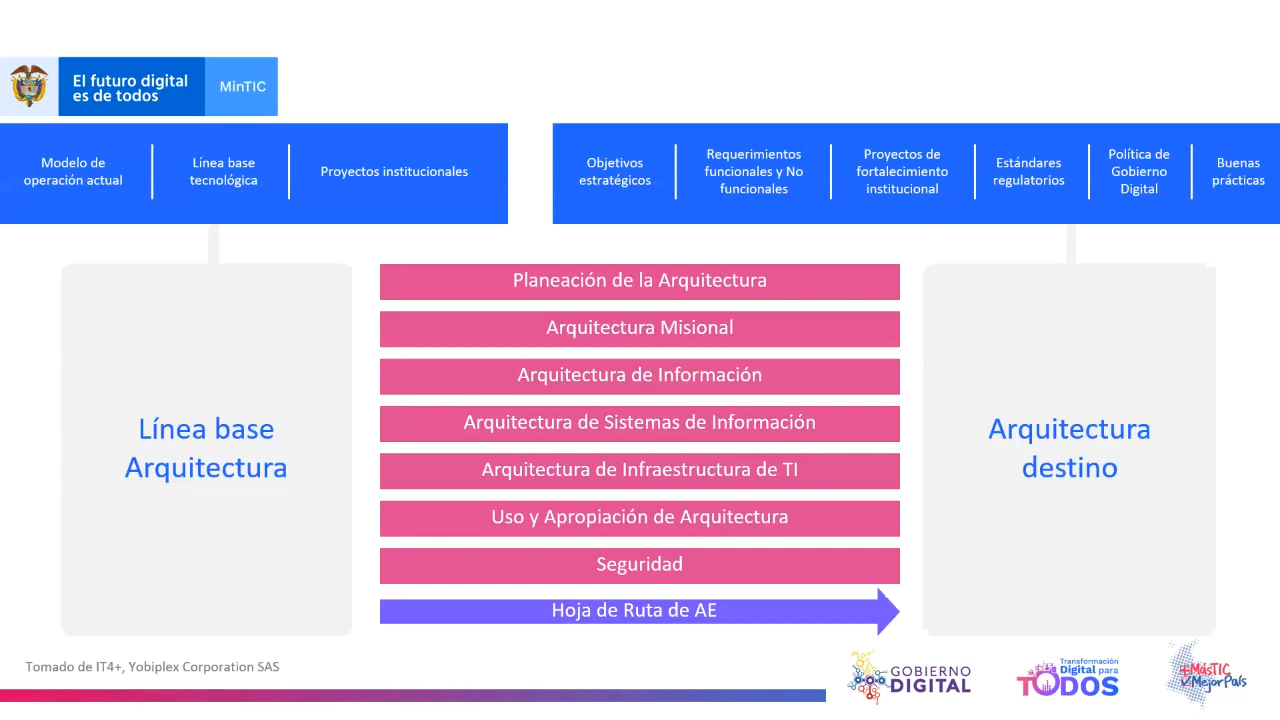 El futuro digital
es de todos
MinTIC
Modelo de
operación actual
Línea base
tecnológica
Proyectos institucionales
Objetivos
estratégicos
Requerimientos
funcionales y No
funcionales
Proyectos de
fortalecimiento
institucional
Estándares
regulatorios
Política de
Gobierno
Digital
Buenas
prácticas
Línea base
Arquitectura
Planeación de la Arquitectura
Arquitectura Misional
Arquitectura de Información
Arquitectura de Sistemas de Información
Arquitectura de Infraestructura de TI
Uso y Apropiación de Arquitectura
Seguridad
Hoja de Ruta de AE
Arquitectura
destino
Tomado de IT4+, Yobiplex Corporation SAS
GOBIERNO
DIGITAL
Transformación
Digital para
TODOS
+MásTIC
✓MejorPaís